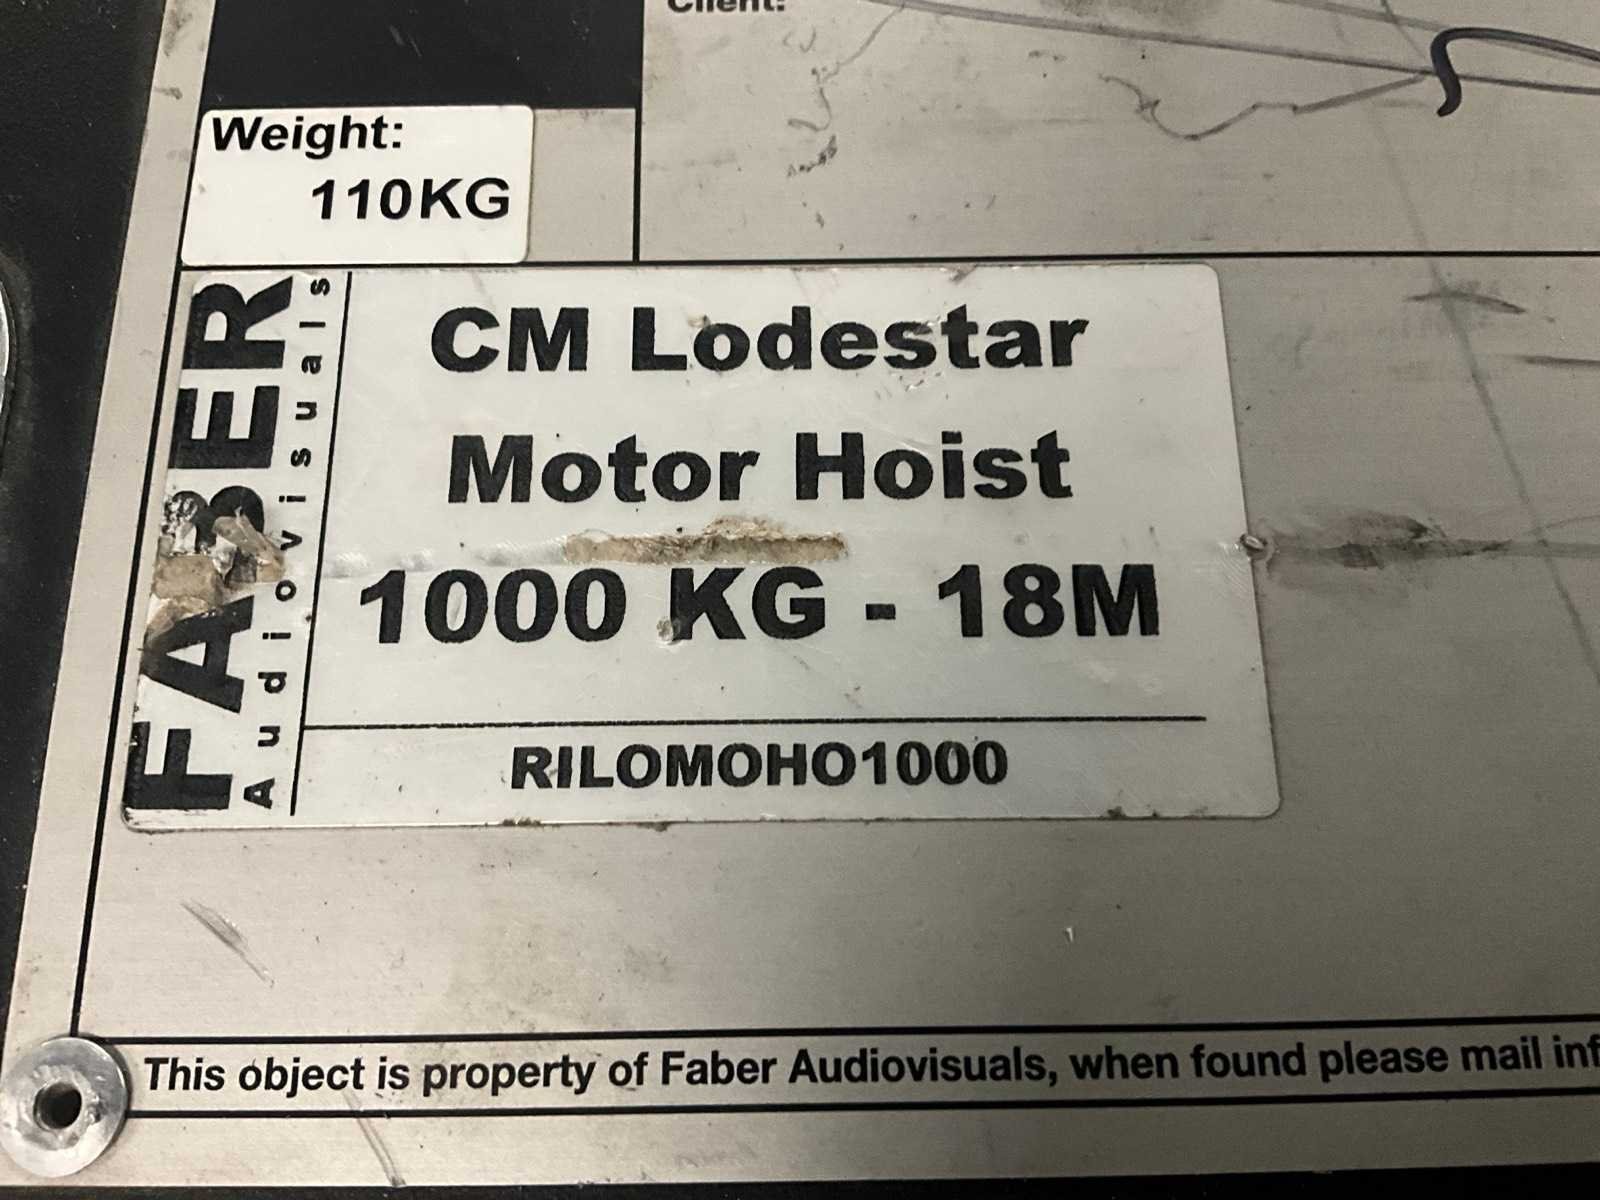 Client:
Weight:
110KG
FABER
Audiovisuals
CM Lodestar
Motor Hoist
1000 KG - 18M
RILOMOHO1000
This object is property of Faber Audiovisuals, when found please mail inf